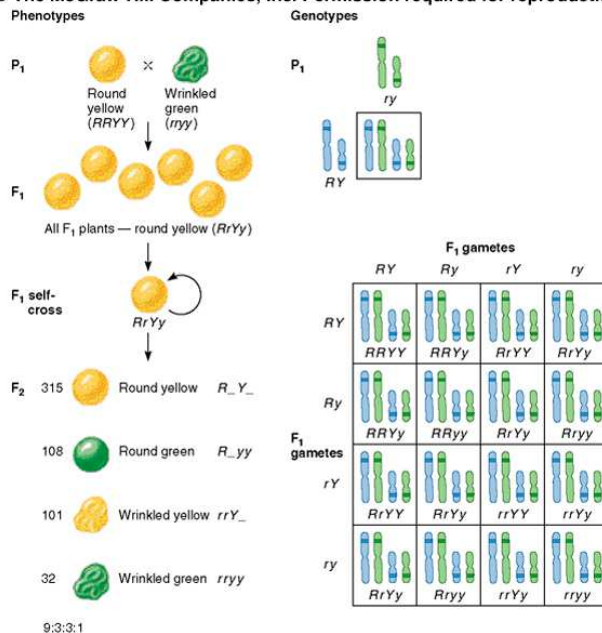 The McGraw-Hill Companies, Inc. Permission required for
Phenotypes
P1
×
Round
yellow
(RRYY)
Wrinkled
green
(rryy)
F1
All F1 plants — round yellow (RrYy)
F1 self-
cross
RrYy
F2
315 Round yellow R_Y_
108 Round green R_yy
101 Wrinkled yellow rrY_
32 Wrinkled green rryy
9:3:3:1
Genotypes
P1
ry
RY
F1 gametes
RY Ry rY ry
RY
RRYY RRYy RrYY RrYy
Ry
RRYy RRyy RrYy Rryy
F1
gametes
rY
RrYY RrYy rrYY rrYy
ry
RrYy Rryy rrYy rryy